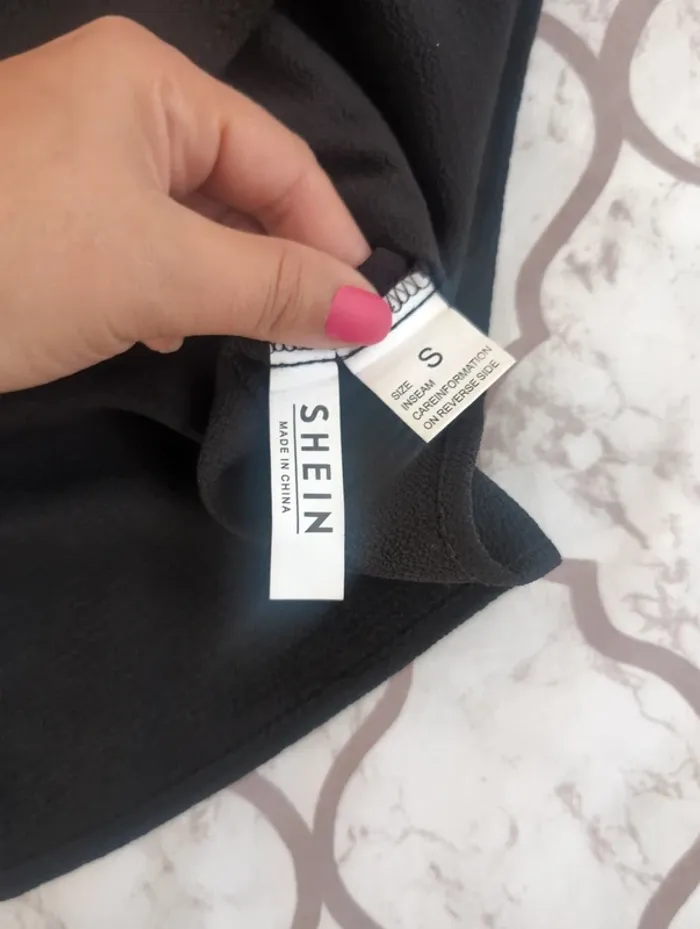 SHEIN
MADE IN CHINA
S
SIZE
INSEAM
CAREINFORMATION
ON REVERSE SIDE